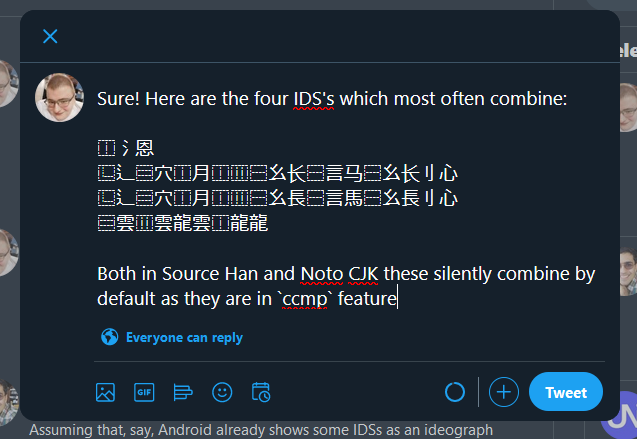 Sure! Here are the four IDS's which most often combine:
⿰氵恩
⿺辶⿳穴⿰月⿰⿲⿱幺长⿱言马⿱幺长刂心
⿺辶⿳穴⿰月⿰⿲⿱幺長⿱言馬⿱幺長刂心
⿳雲⿲雲龍雲⿰龍龍
Both in Source Han and Noto CJK these silently combine by
default as they are in `ccmp` feature
Everyone can reply
GIF
Tweet
Assuming that, say, Android already shows some IDSs as an ideograph